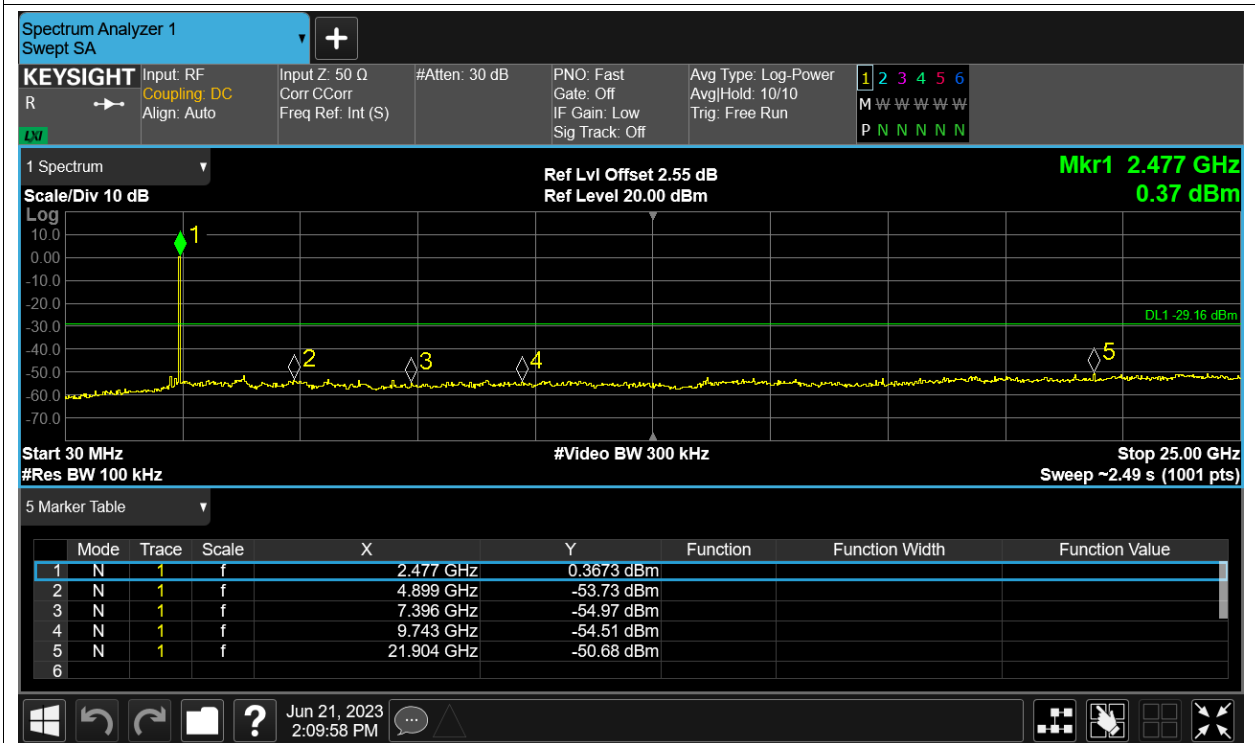 Spectrum Analyzer 1
Swept SA
KEYSIGHT
R
LXI
Input: RF
Coupling: DC
Align: Auto
Input Z: 50 Ω
Corr CCorr
Freq Ref: Int (S)
#Atten: 30 dB
PNO: Fast
Gate: Off
IF Gain: Low
Sig Track: Off
Avg Type: Log-Power
Avg|Hold: 10/10
Trig: Free Run
1 2 3 4 5 6
M W W W W W
P N N N N N
1 Spectrum
Scale/Div 10 dB
Ref Lvl Offset 2.55 dB
Ref Level 20.00 dBm
Mkr1 2.477 GHz
0.37 dBm
Log
10.0
0.00
-10.0
-20.0
-30.0
-40.0
-50.0
-60.0
-70.0
1
2
3
4
5
DL1 -29.16 dBm
Start 30 MHz
#Res BW 100 kHz
#Video BW 300 kHz
Stop 25.00 GHz
Sweep ~2.49 s (1001 pts)
5 Marker Table
Mode Trace Scale X Y Function Function Width Function Value
1 N 1 f 2.477 GHz 0.3673 dBm
2 N 1 f 4.899 GHz -53.73 dBm
3 N 1 f 7.396 GHz -54.97 dBm
4 N 1 f 9.743 GHz -54.51 dBm
5 N 1 f 21.904 GHz -50.68 dBm
6
?
Jun 21, 2023
2:09:58 PM